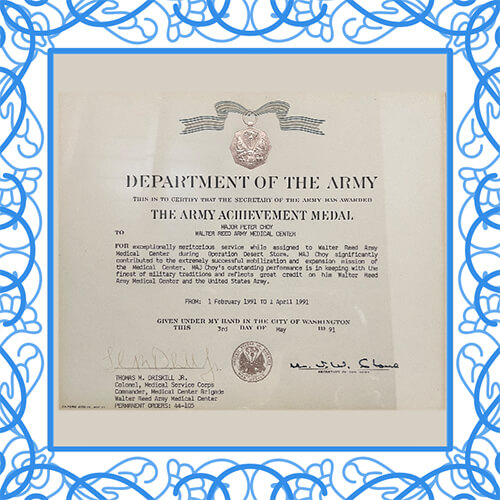 DEPARTMENT OF THE ARMY
THIS IS TO CERTIFY THAT THE SECRETARY OF THE ARMY HAS AWARDED
THE ARMY ACHIEVEMENT MEDAL
MAJOR PETER CHOY
TO WALTER REED ARMY MEDICAL CENTER
FOR exceptionally meritorious service while assigned to Walter Reed Army
Medical Center during Operation Desert Storm. MAJ Choy significantly
contributed to the extremely successful mobilization and expansion mission of
the Medical Center. MAJ Choy's outstanding performance is in keeping with the
finest of military traditions and reflects great credit on him Walter Reed
Army Medical Center and the United States Army.
FROM: 1 February 1991 to 1 April 1991
GIVEN UNDER MY HAND IN THE CITY OF WASHINGTON
THIS 3rd DAY OF May 19 91
THOMAS M. DRISKILL JR.
Colonel, Medical Service Corps
Commander, Medical Center Brigade
Walter Reed Army Medical Center
PERMANENT ORDERS: 44-105
SECRETARY OF THE ARMY